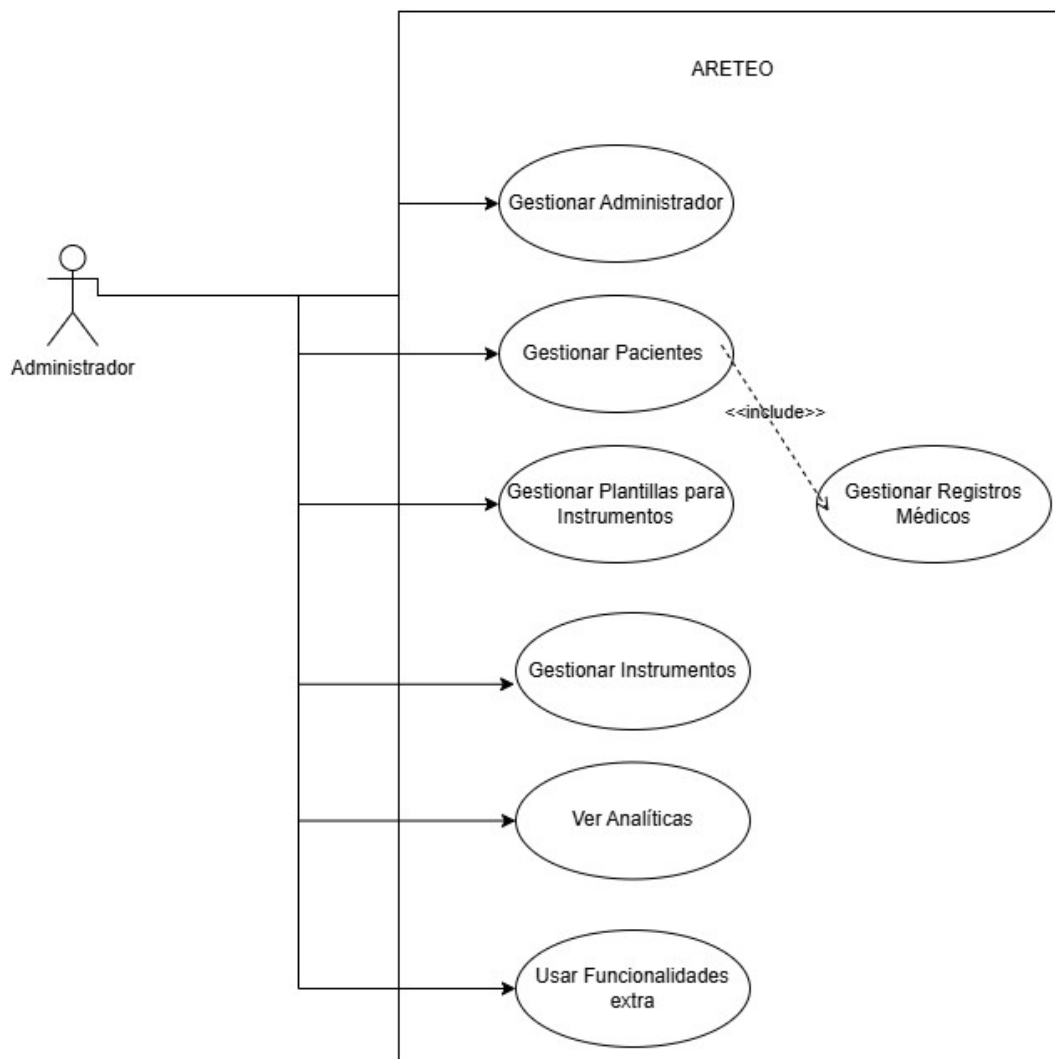 ARETEO
Gestionar Administrador
Administrador
Gestionar Pacientes
<<include>>
Gestionar Plantillas para
Instrumentos
Gestionar Registros
Médicos
Gestionar Instrumentos
Ver Analíticas
Usar Funcionalidades
extra